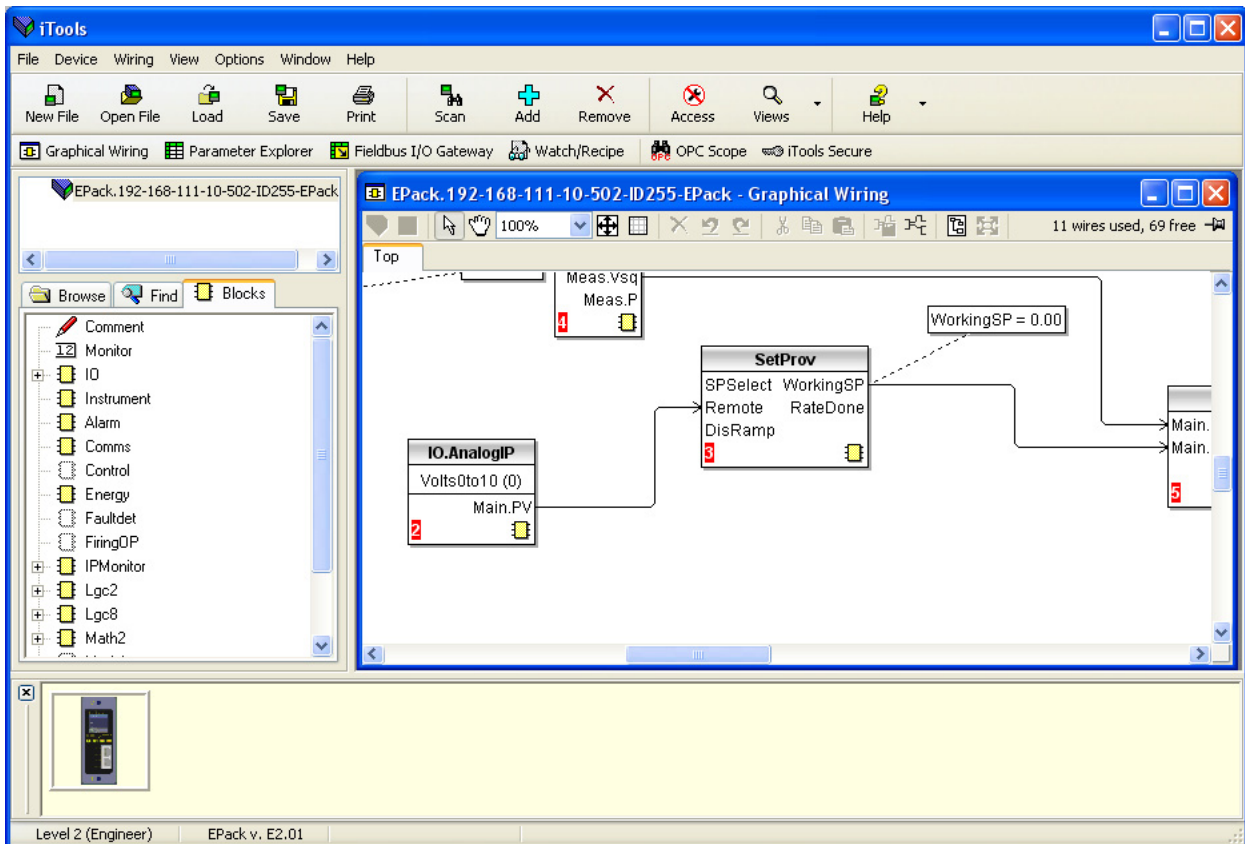 iTools
File Device Wiring View Options Window Help
New File Open File Load Save Print Scan Add Remove Access Views Help
Graphical Wiring Parameter Explorer Fieldbus I/O Gateway Watch/Recipe OPC OPC Scope iTools Secure
EPack.192-168-111-10-502-ID255-EPack
Browse Find Blocks
Comment
12 Monitor
IO
Instrument
Alarm
Comms
Control
Energy
Faultdet
FiringOP
IPMonitor
Lgc2
Lgc8
Math2
EPack.192-168-111-10-502-ID255-EPack - Graphical Wiring
100% 11 wires used, 69 free
Top
Meas.Vsq
Meas.P
4
WorkingSP = 0.00
SetProv
SPSelect WorkingSP
Remote RateDone
DisRamp
3
IO.AnalogIP
Volts0to10 (0)
Main.PV
2
Main.
Main.
5
Level 2 (Engineer) EPack v. E2.01